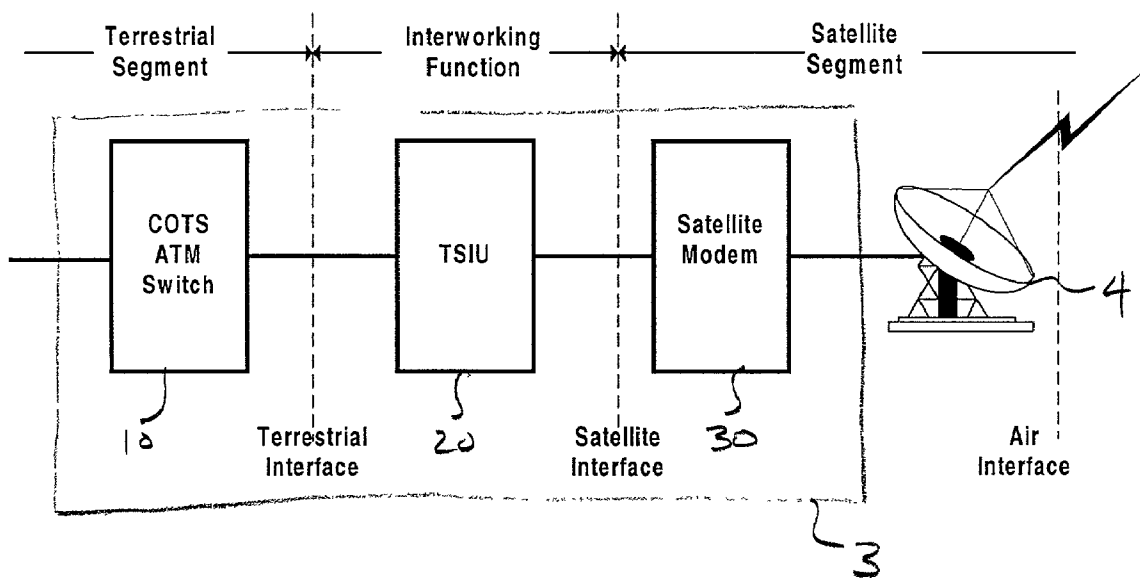 Terrestrial
Segment
Interworking
Function
Satellite
Segment
COTS
ATM
Switch
TSIU
Satellite
Modem
4
10
20
30
Terrestrial
Interface
Satellite
Interface
Air
Interface
3